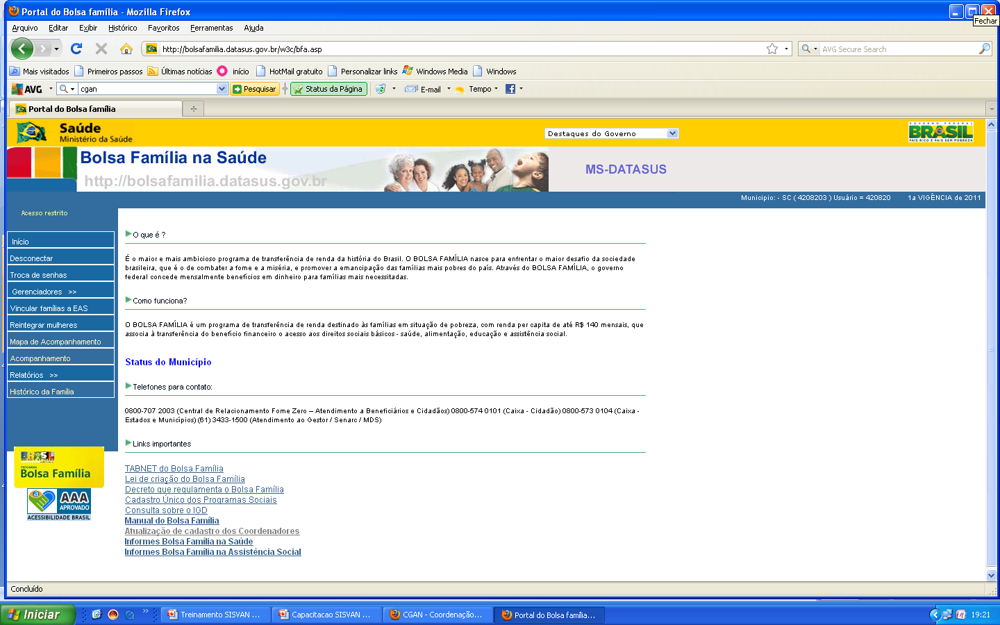 Portal do Bolsa família - Mozilla Firefox
Fechar
Arquivo Editar Exibir Histórico Favoritos Ferramentas Ajuda
http://bolsafamilia.datasus.gov.br/w3c/bfa.asp
AVG Secure Search
Mais visitados Primeiros passos Últimas notícias início HotMail gratuito Personalizar links Windows Media Windows
AVG cgan Pesquisar Status da Página E-mail Tempo
Portal do Bolsa família
Saúde
Ministério da Saúde
Destaques do Governo
GOVERNO FEDERAL
BRASIL
PAÍS RICO É PAÍS SEM POBREZA
Bolsa Família na Saúde
http://bolsafamilia.datasus.gov.br
MS-DATASUS
Municipio: - SC ( 4208203 ) Usuário = 420820 1a VIGÊNCIA de 2011
Acesso restrito
Início
Desconectar
Troca de senhas
Gerenciadores >>
Vincular famílias a EAS
Reintegrar mulheres
Mapa de Acompanhamento
Acompanhamento
Relatórios >>
Histórico da Família
BRASIL
PROGRAMA
Bolsa Família
AAA
APROVADO
ACESSIBILIDADE BRASIL
O que é ?
É o maior e mais ambicioso programa de transferência de renda da história do Brasil. O BOLSA FAMÍLIA nasce para enfrentar o maior desafio da sociedade
brasileira, que é o de combater a fome e a miséria, e promover a emancipação das famílias mais pobres do país. Através do BOLSA FAMÍLIA, o governo
federal concede mensalmente benefícios em dinheiro para famílias mais necessitadas.
Como funciona?
O BOLSA FAMÍLIA é um programa de transferência de renda destinado às famílias em situação de pobreza, com renda per capita de até R$ 140 mensais, que
associa à transferência do benefício financeiro o acesso aos direitos sociais básicos - saúde, alimentação, educação e assistência social.
Status do Município
Telefones para contato:
0800-707 2003 (Central de Relacionamento Fome Zero – Atendimento a Beneficiários e Cidadãos) 0800-574 0101 (Caixa - Cidadão) 0800-573 0104 (Caixa -
Estados e Municípios) (61) 3433-1500 (Atendimento ao Gestor / Senarc / MDS)
Links importantes
TABNET do Bolsa Família
Lei de criação do Bolsa Família
Decreto que regulamenta o Bolsa Família
Cadastro Único dos Programas Sociais
Consulta sobre o IGD
Manual do Bolsa Família
Atualização de cadastro dos Coordenadores
Informes Bolsa Família na Saúde
Informes Bolsa Família na Assistência Social
Concluído
Iniciar Treinamento SISVAN ... Capacitacao SISVAN ... CGAN - Coordenação... Portal do Bolsa família... 19:21